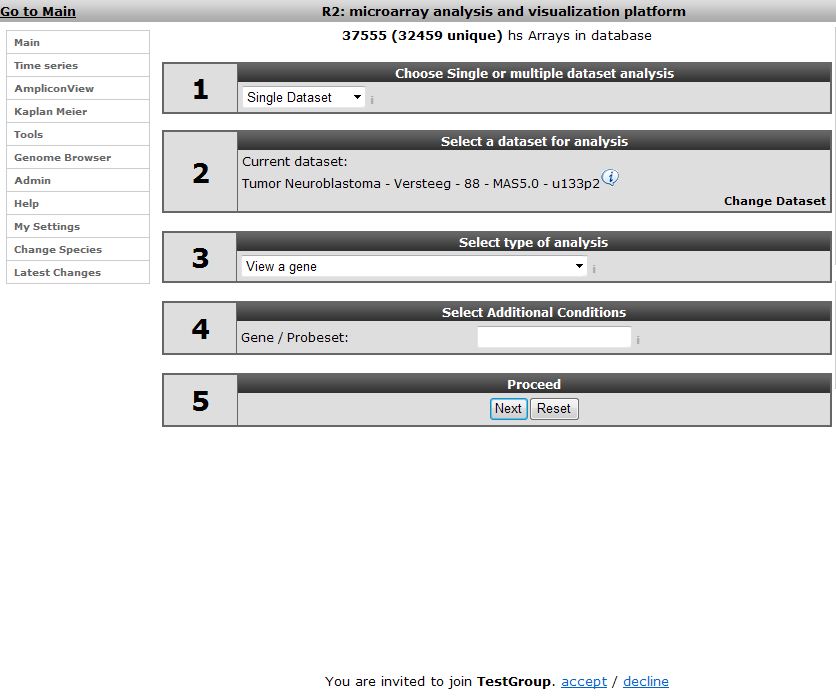 Go to Main
R2: microarray analysis and visualization platform
37555 (32459 unique) hs Arrays in database
Main
Time series
AmpliconView
Kaplan Meier
Tools
Genome Browser
Admin
Help
My Settings
Change Species
Latest Changes
1
Choose Single or multiple dataset analysis
Single Dataset i
2
Select a dataset for analysis
Current dataset:
Tumor Neuroblastoma - Versteeg - 88 - MAS5.0 - u133p2 i
Change Dataset
3
Select type of analysis
View a gene i
4
Select Additional Conditions
Gene / Probeset: i
5
Proceed
Next Reset
You are invited to join TestGroup. accept / decline